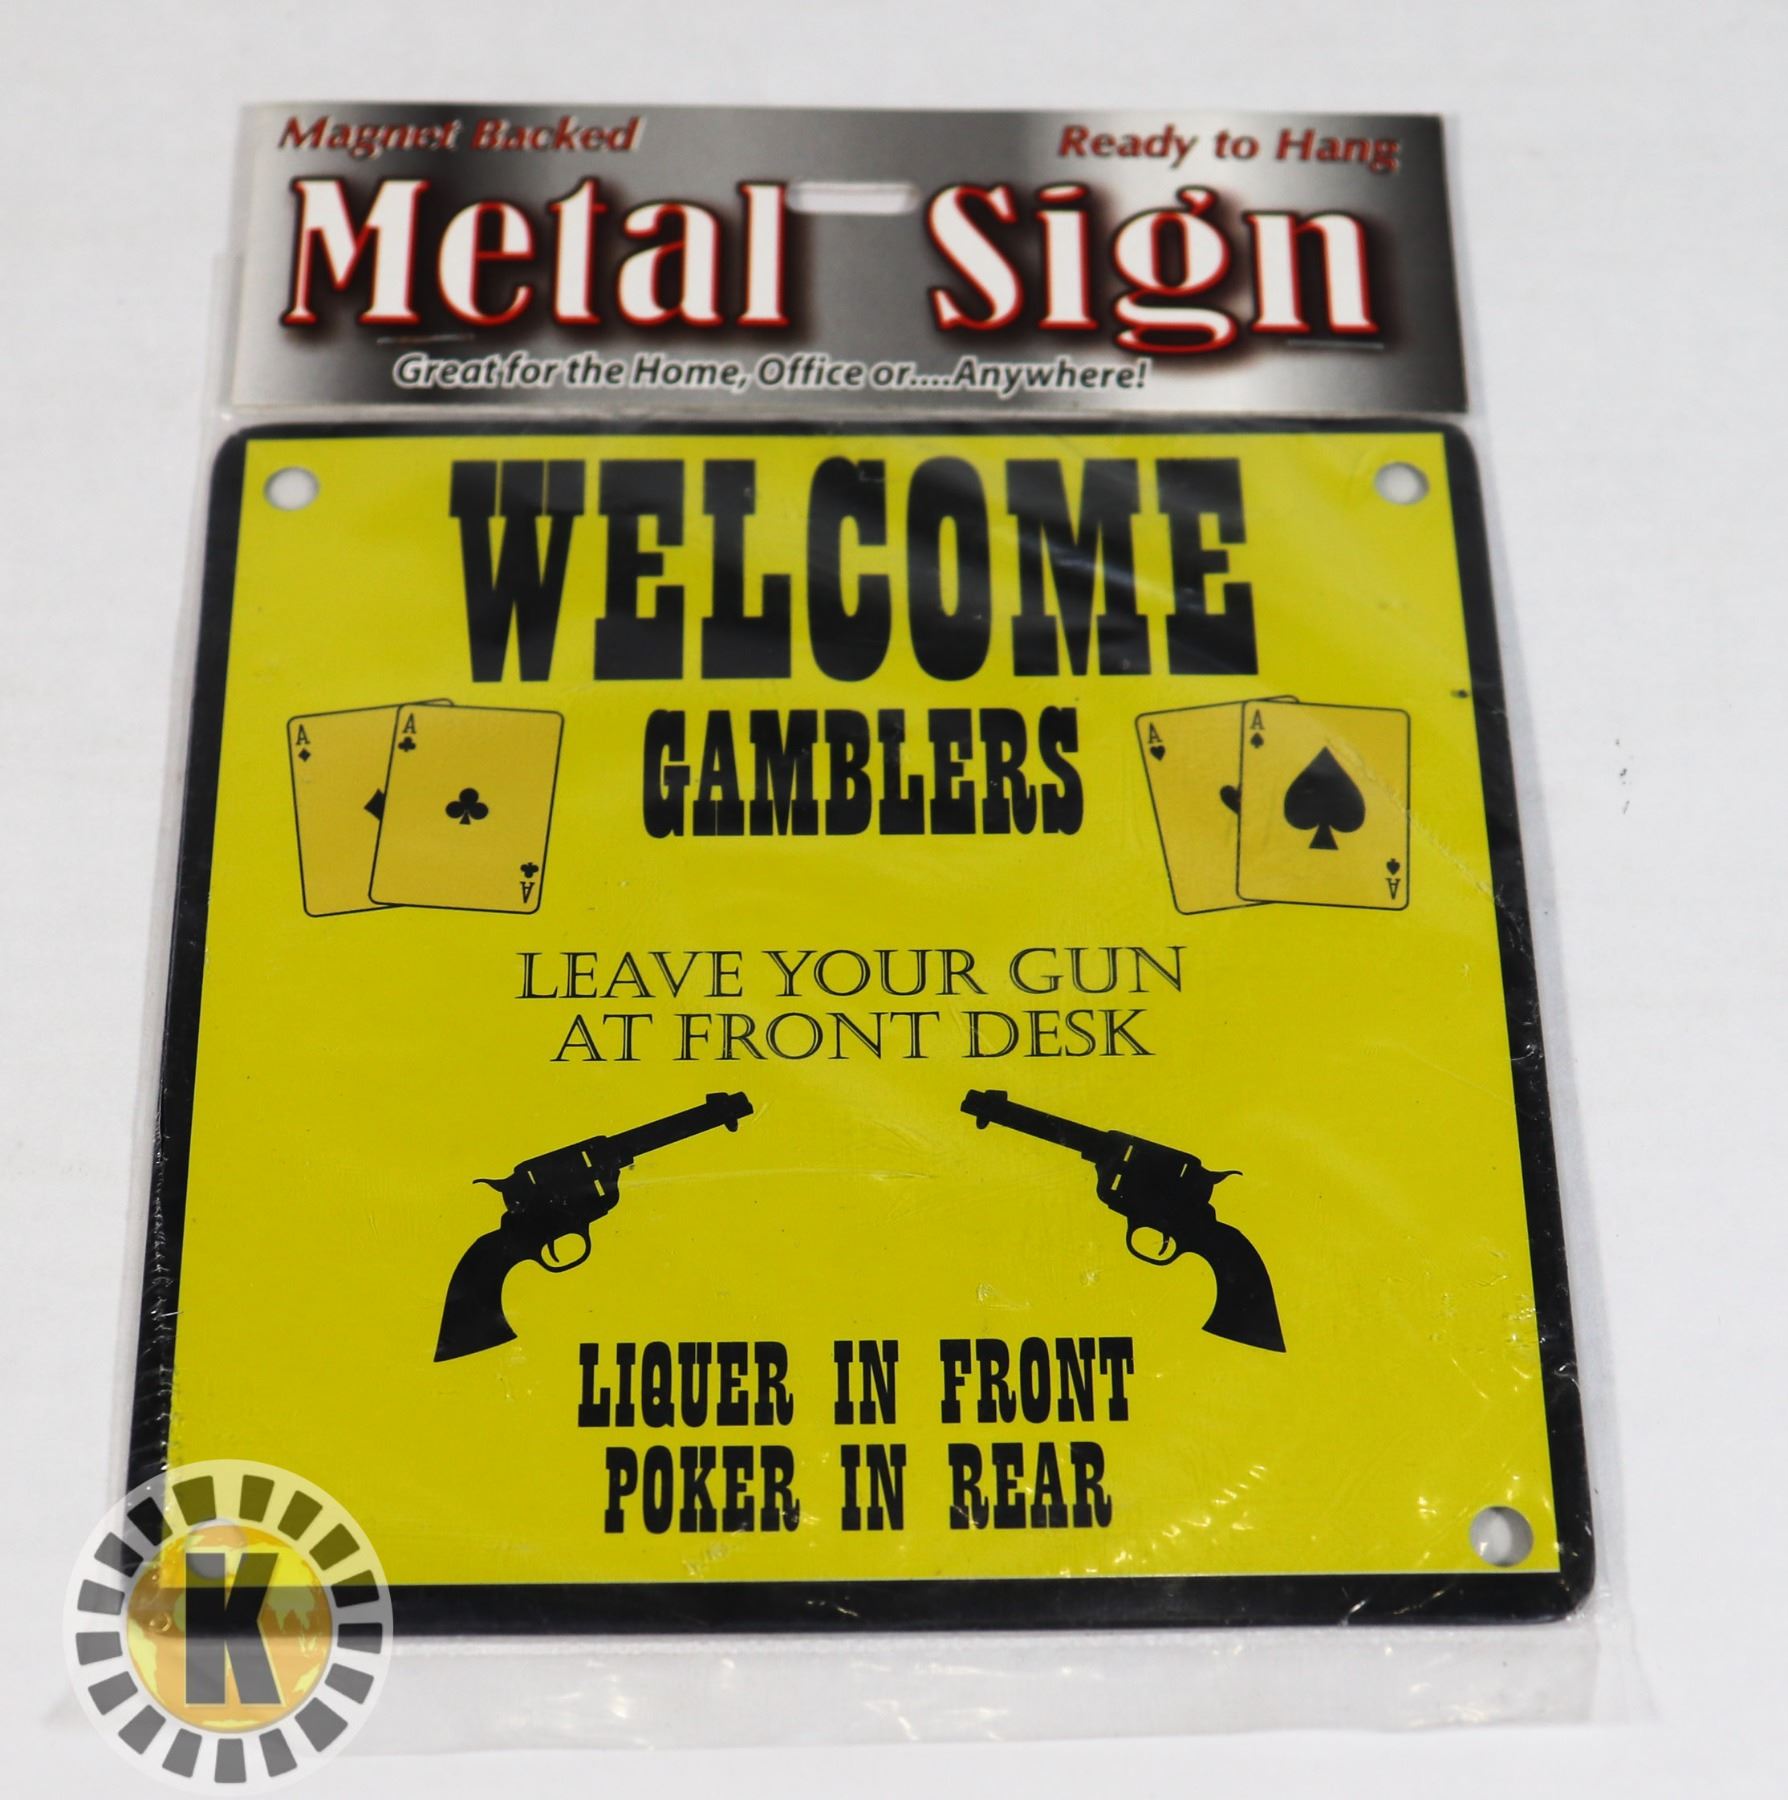 Magnet Backed Ready to Hang
Metal Sign
Great for the Home, Office or....Anywhere!
WELCOME
GAMBLERS
A A A A
A A
LEAVE YOUR GUN
AT FRONT DESK
LIQUER IN FRONT
POKER IN REAR
K